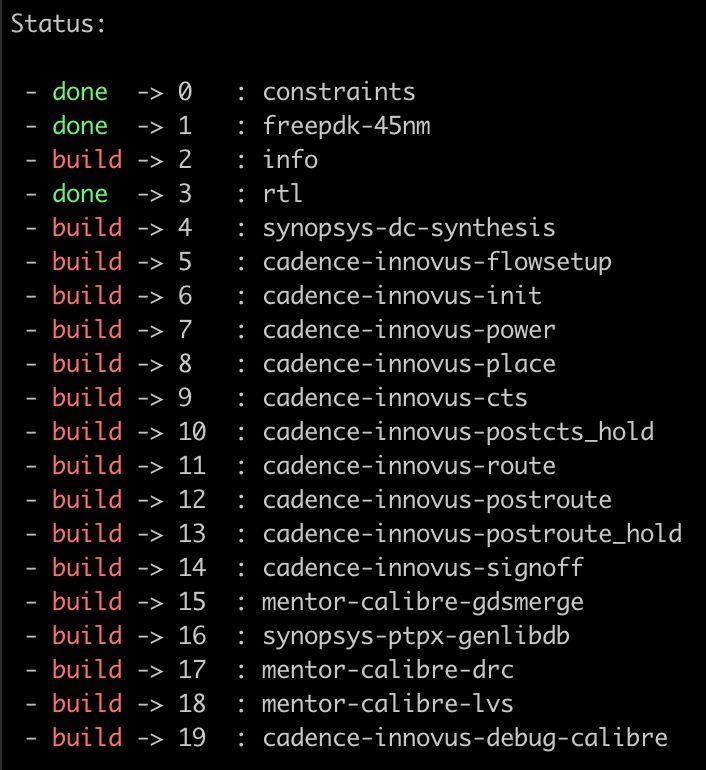 Status:
- done -> 0 : constraints
- done -> 1 : freepdk-45nm
- build -> 2 : info
- done -> 3 : rtl
- build -> 4 : synopsys-dc-synthesis
- build -> 5 : cadence-innovus-flowsetup
- build -> 6 : cadence-innovus-init
- build -> 7 : cadence-innovus-power
- build -> 8 : cadence-innovus-place
- build -> 9 : cadence-innovus-cts
- build -> 10 : cadence-innovus-postcts_hold
- build -> 11 : cadence-innovus-route
- build -> 12 : cadence-innovus-postroute
- build -> 13 : cadence-innovus-postroute_hold
- build -> 14 : cadence-innovus-signoff
- build -> 15 : mentor-calibre-gdsmerge
- build -> 16 : synopsys-ptpx-genlibdb
- build -> 17 : mentor-calibre-drc
- build -> 18 : mentor-calibre-lvs
- build -> 19 : cadence-innovus-debug-calibre